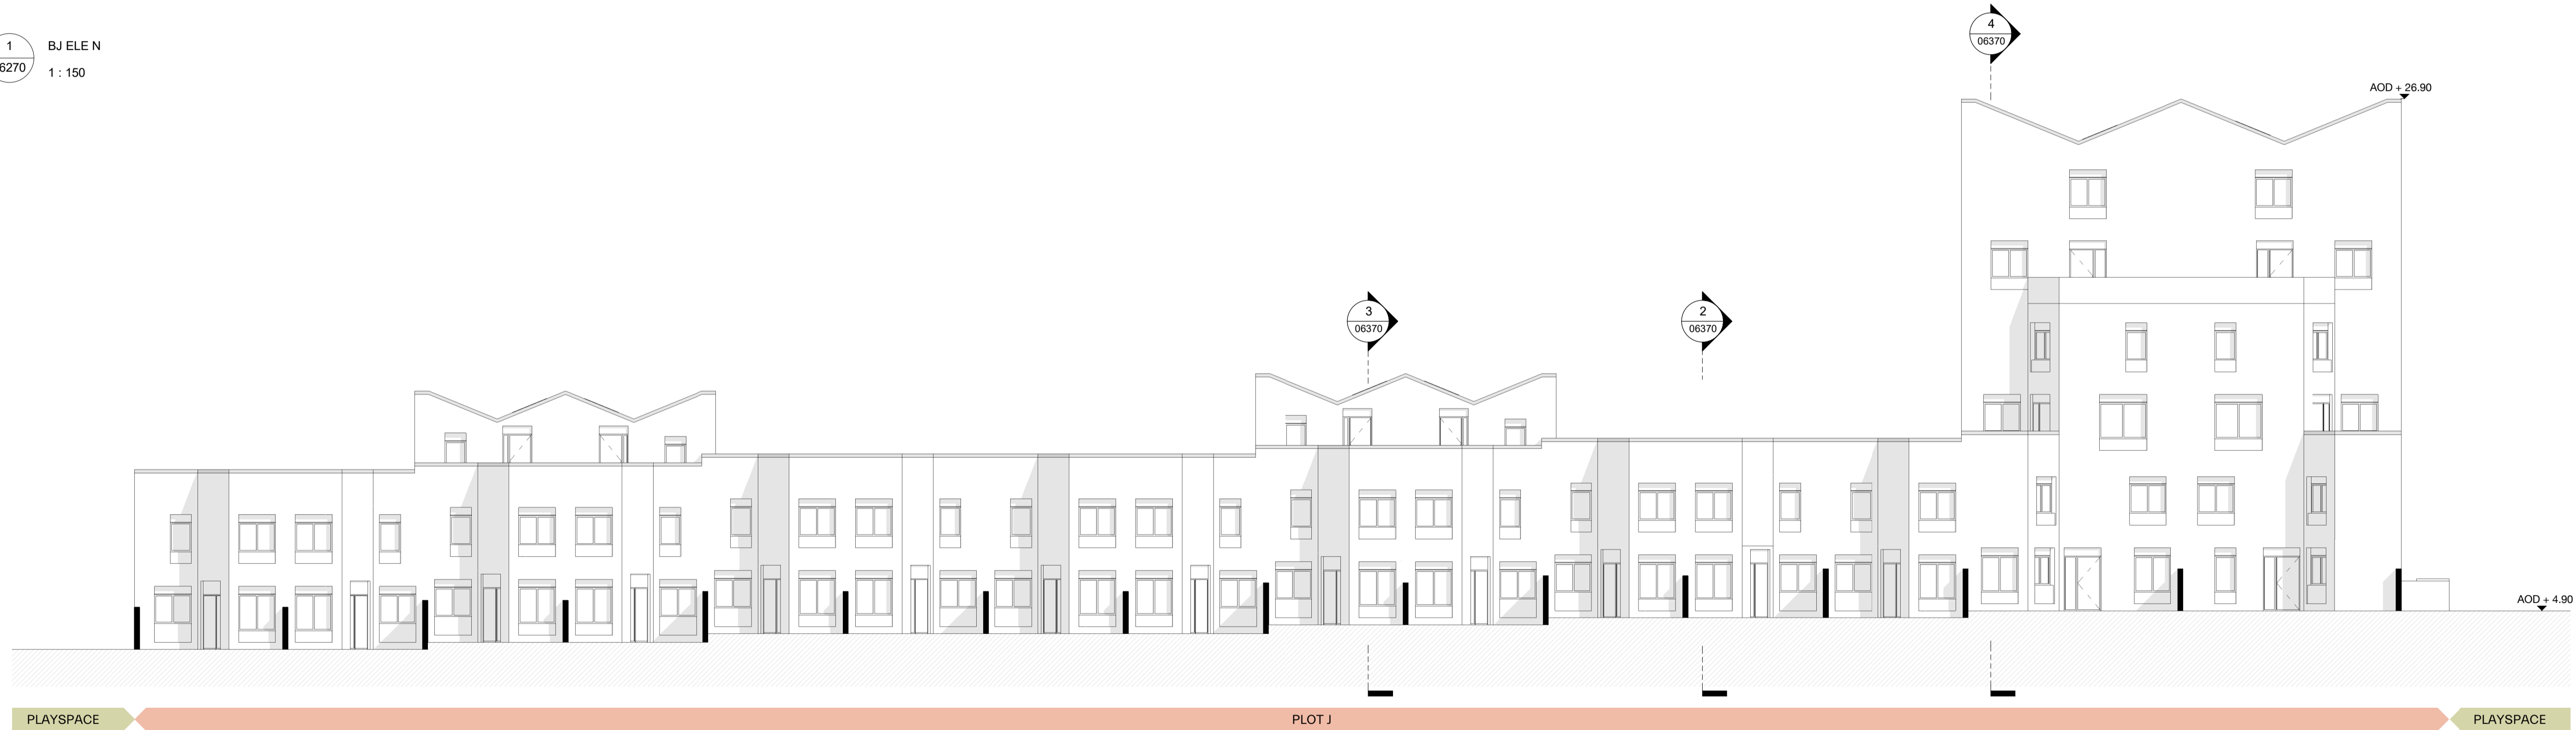 1
6270
BJ ELE N
1 : 150
4
06370
AOD + 26.90
3
06370
2
06370
AOD + 4.90
PLAYSPACE
PLOT J
PLAYSPACE